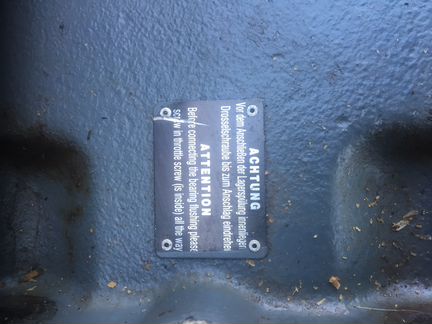 ACHTUNG
Vor dem Anschließen der Lagerspülung innenliegen
Drosselschraube bis zum Anschlag eindrehen
ATTENTION
Before connecting the bearing flushing please
screw in throttle screw (is inside) all the way